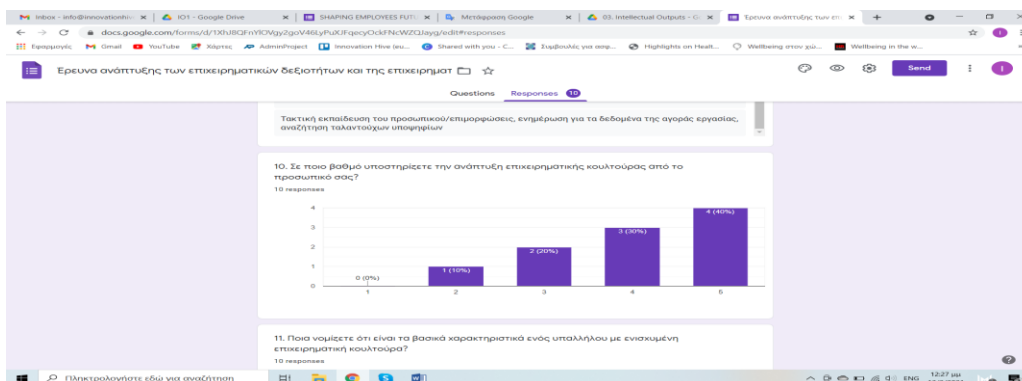 Inbox - info@innovationhiv
IO1 - Google Drive
SHAPING EMPLOYEES FUTU
Μετάφραση Google
03. Intellectual Outputs - Go
Έρευνα ανάπτυξης των επι
docs.google.com/forms/d/
/edit#responses
Εφαρμογές
Gmail
YouTube
Χάρτες
AdminProject
Innovation Hive (eu...
Shared with you - C...
Συμβουλές για ασφ...
Highlights on Healt...
Wellbeing στον χώ...
Wellbeing in the w...
Έρευνα ανάπτυξης των επιχειρηματικών δεξιοτήτων και της επιχειρηματ
Send
I
Questions
Responses 10
Τακτική εκπαίδευση του προσωπικού/επιμορφώσεις, ενημέρωση για τα δεδομένα της αγοράς εργασίας,
αναζήτηση ταλαντούχων υποψηφίων
10. Σε ποιο βαθμό υποστηρίζετε την ανάπτυξη επιχειρηματικής κουλτούρας από το
προσωπικό σας?
10 responses
4
3
2
1
0
0 (0%)
1 (10%)
2 (20%)
3 (30%)
4 (40%)
1
2
3
4
5
11. Ποια νομίζετε ότι είναι τα βασικά χαρακτηριστικά ενός υπαλλήλου με ενισχυμένη
επιχειρηματική κουλτούρα?
10 responses
Πληκτρολογήστε εδώ για αναζήτηση
ENG
12:27 μμ